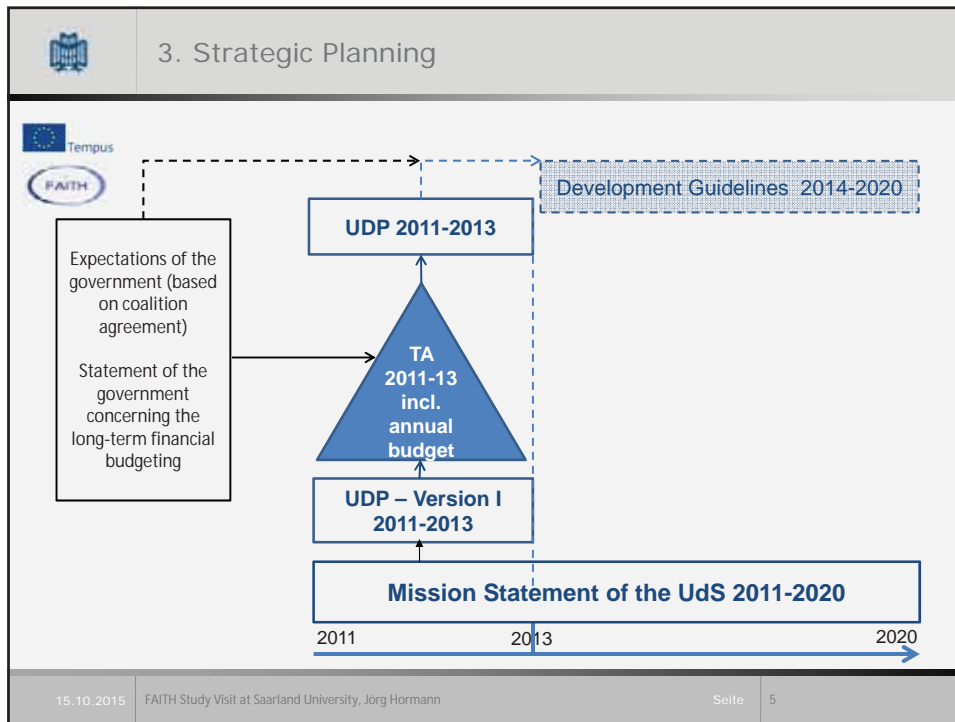 3. Strategic Planning
Tempus
FAITH
Development Guidelines 2014-2020
UDP 2011-2013
Expectations of the
government (based
on coalition
agreement)
Statement of the
government
concerning the
long-term financial
budgeting
TA
2011-13
incl.
annual
budget
UDP – Version I
2011-2013
Mission Statement of the UdS 2011-2020
2011
2013
2020
15.10.2015 FAITH Study Visit at Saarland University, Jörg Hormann Seite 5